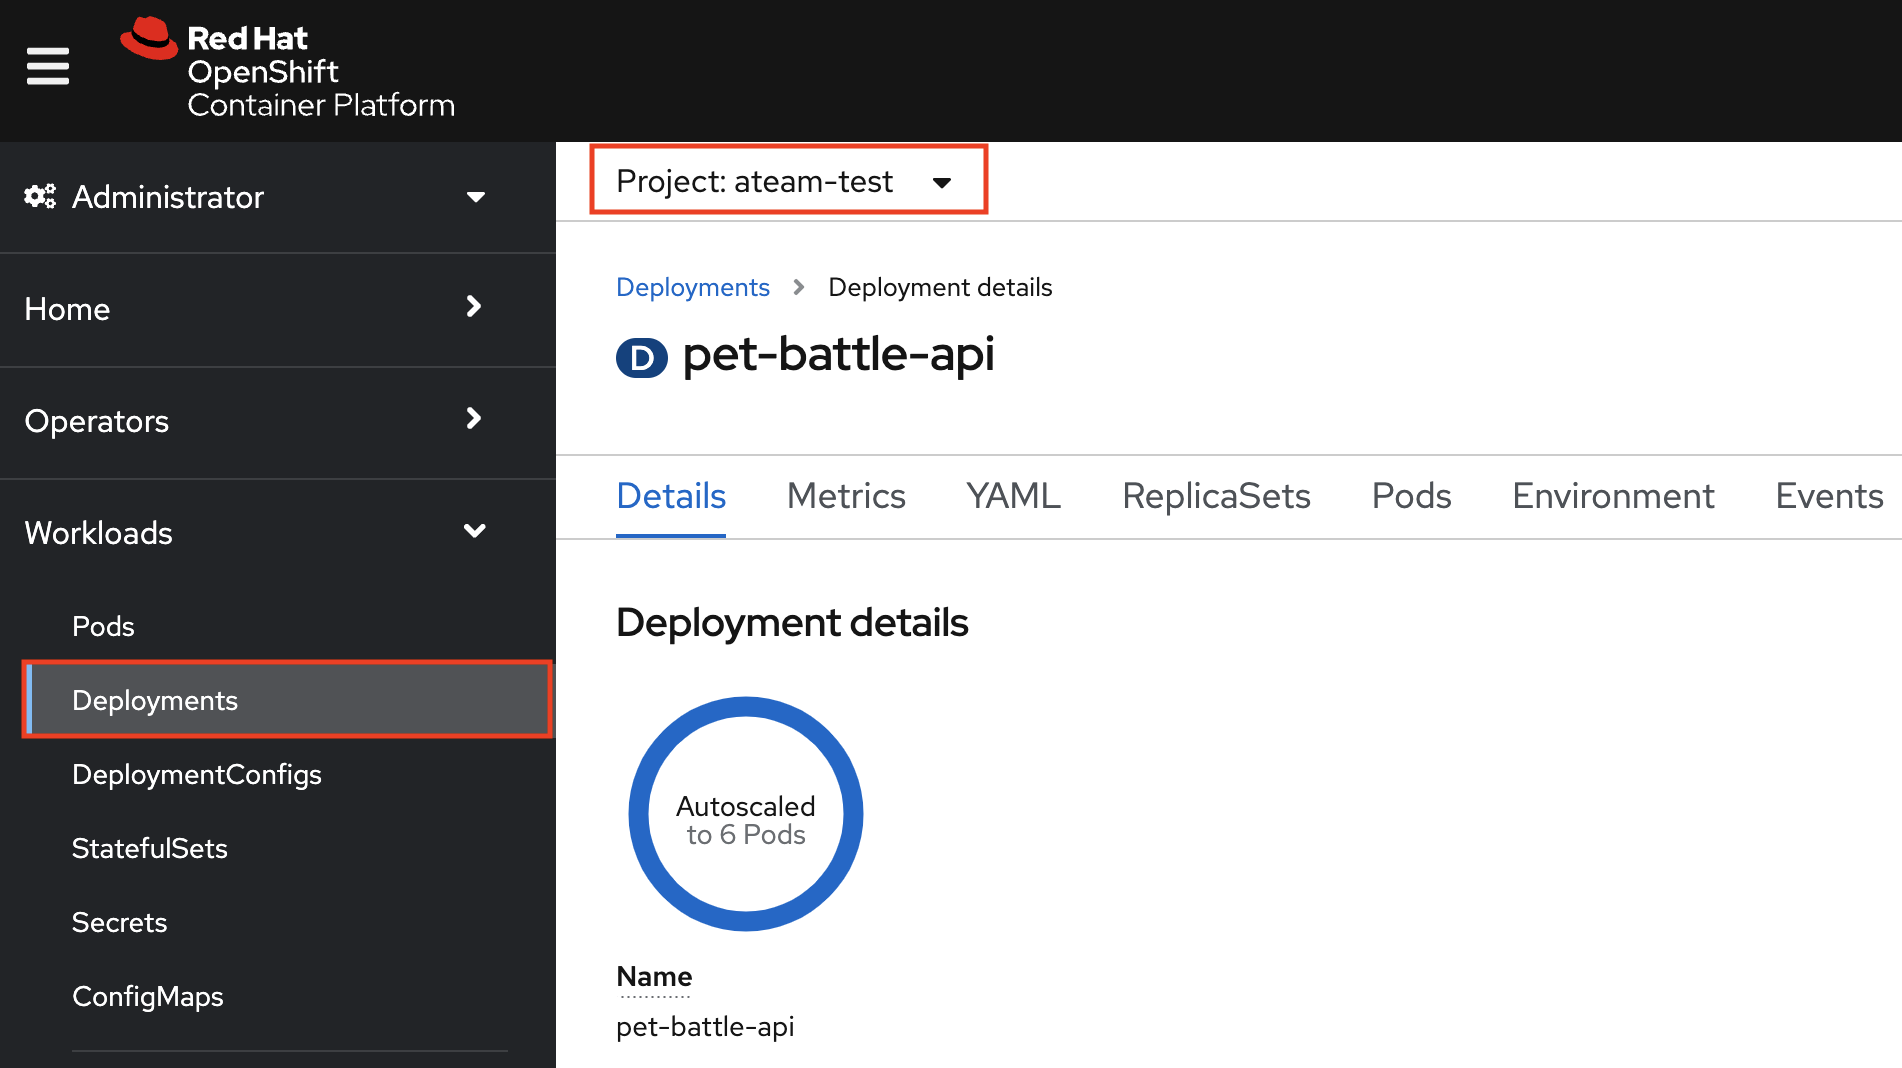 Red Hat
OpenShift
Container Platform
Administrator
Home
Operators
Workloads
Pods
Deployments
DeploymentConfigs
StatefulSets
Secrets
ConfigMaps
Project: ateam-test
Deployments > Deployment details
D pet-battle-api
Details Metrics YAML ReplicaSets Pods Environment Events
Deployment details
Autoscaled
to 6 Pods
Name
pet-battle-api